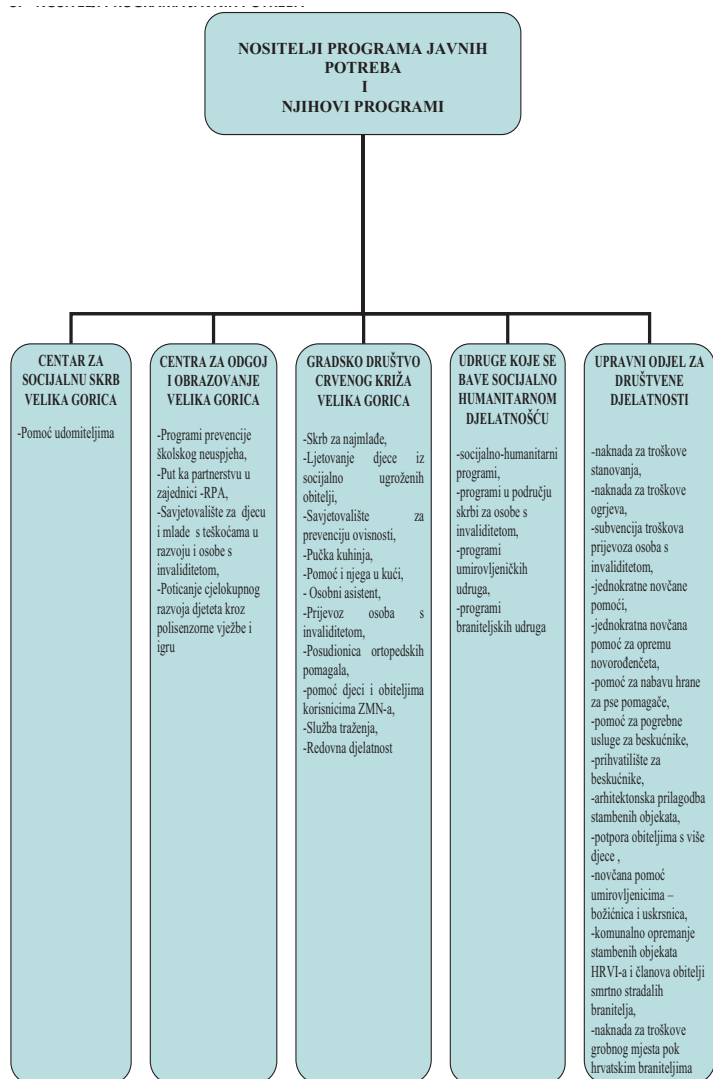 NOSITELJI PROGRAMA JAVNIH
POTREBA
I
NJIHOVI PROGRAMI
CENTAR ZA
SOCIJALNU SKRB
VELIKA GORICA
-Pomoć udomiteljima
CENTRA ZA ODGOJ
I OBRAZOVANJE
VELIKA GORICA
-Programi prevencije
školskog neuspjeha,
-Put ka partnerstvu u
zajednici -RPA,
-Savjetovalište za djecu
i mlade s teškoćama u
razvoju i osobe s
invaliditetom,
-Poticanje cjelokupnog
razvoja djeteta kroz
polisenzorne vježbe i
igru
GRADSKO DRUŠTVO
CRVENOG KRIŽA
VELIKA GORICA
-Skrb za najmlađe,
-Ljetovanje djece iz
socijalno ugroženih
obitelji,
-Savjetovalište za
prevenciju ovisnosti,
-Pučka kuhinja,
-Pomoć i njega u kući,
- Osobni asistent,
-Prijevoz osoba s
invaliditetom,
-Posudionica ortopedskih
pomagala,
-pomoć djeci i obiteljima
korisnicima ZMN-a,
-Služba traženja,
-Redovna djelatnost
UDRUGE KOJE SE
BAVE SOCIJALNO
HUMANITARNOM
DJELATNOŠĆU
-socijalno-humanitarni
programi,
-programi u području
skrbi za osobe s
invaliditetom,
-programi
umirovljeničkih
udruga,
-programi
braniteljskih udruga
UPRAVNI ODJEL ZA
DRUŠTVENE
DJELATNOSTI
-naknada za troškove
stanovanja,
-naknada za troškove
ogrjeva,
-subvencija troškova
prijevoza osoba s
invaliditetom,
-jednokratne novčane
pomoći,
-jednokratna novčana
pomoć za opremu
novorođenčeta,
-pomoć za nabavu hrane
za pse pomagače,
-pomoć za pogrebne
usluge za beskućnike,
-prihvatilište za
beskućnike,
-arhitektonska prilagodba
stambenih objekata,
-potpora obiteljima s više
djece ,
-novčana pomoć
umirovljenicima –
božićnica i uskrsnica,
-komunalno opremanje
stambenih objekata
HRVI-a i članova obitelji
smrtno stradalih
branitelja,
-naknada za troškove
grobnog mjesta pok
hrvatskim braniteljima